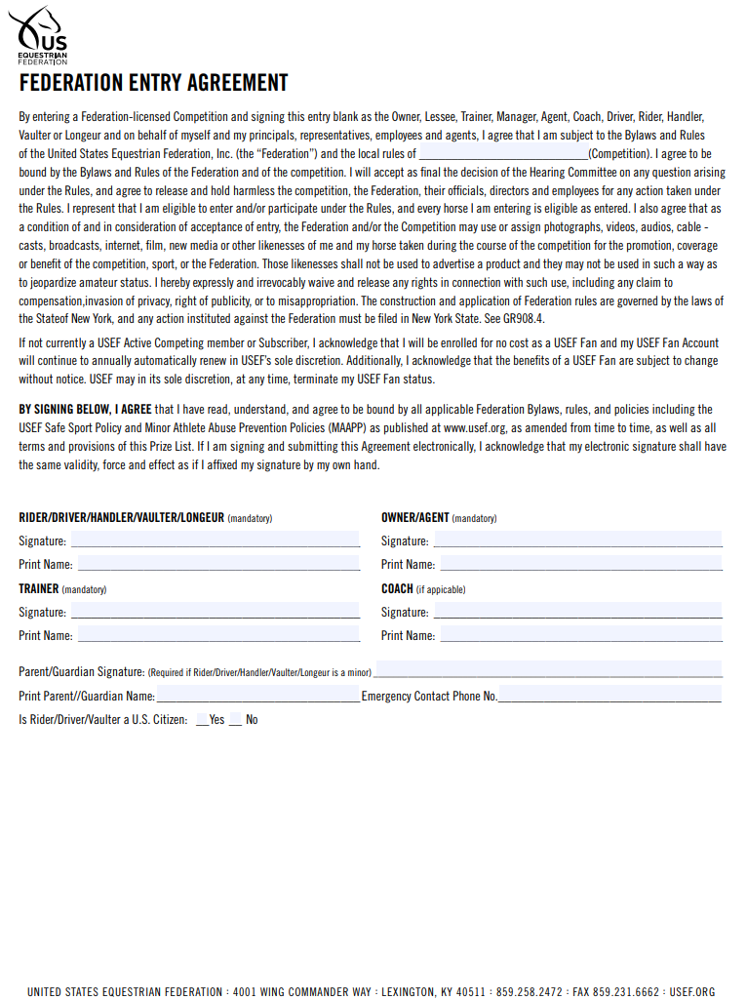 US
EQUESTRIAN
FEDERATION
FEDERATION ENTRY AGREEMENT
By entering a Federation-licensed Competition and signing this entry blank as the Owner, Lessee, Trainer, Manager, Agent, Coach, Driver, Rider, Handler,
Vaulter or Longeur and on behalf of myself and my principals, representatives, employees and agents, I agree that I am subject to the Bylaws and Rules
of the United States Equestrian Federation, Inc. (the “Federation”) and the local rules of ___________________________(Competition). I agree to be
bound by the Bylaws and Rules of the Federation and of the competition. I will accept as final the decision of the Hearing Committee on any question arising
under the Rules, and agree to release and hold harmless the competition, the Federation, their officials, directors and employees for any action taken under
the Rules. I represent that I am eligible to enter and/or participate under the Rules, and every horse I am entering is eligible as entered. I also agree that as
a condition of and in consideration of acceptance of entry, the Federation and/or the Competition may use or assign photographs, videos, audios, cable -
casts, broadcasts, internet, film, new media or other likenesses of me and my horse taken during the course of the competition for the promotion, coverage
or benefit of the competition, sport, or the Federation. Those likenesses shall not be used to advertise a product and they may not be used in such a way as
to jeopardize amateur status. I hereby expressly and irrevocably waive and release any rights in connection with such use, including any claim to
compensation,invasion of privacy, right of publicity, or to misappropriation. The construction and application of Federation rules are governed by the laws of
the Stateof New York, and any action instituted against the Federation must be filed in New York State. See GR908.4.
If not currently a USEF Active Competing member or Subscriber, I acknowledge that I will be enrolled for no cost as a USEF Fan and my USEF Fan Account
will continue to annually automatically renew in USEF’s sole discretion. Additionally, I acknowledge that the benefits of a USEF Fan are subject to change
without notice. USEF may in its sole discretion, at any time, terminate my USEF Fan status.
BY SIGNING BELOW, I AGREE that I have read, understand, and agree to be bound by all applicable Federation Bylaws, rules, and policies including the
USEF Safe Sport Policy and Minor Athlete Abuse Prevention Policies (MAAPP) as published at www.usef.org, as amended from time to time, as well as all
terms and provisions of this Prize List. If I am signing and submitting this Agreement electronically, I acknowledge that my electronic signature shall have
the same validity, force and effect as if I affixed my signature by my own hand.
RIDER/DRIVER/HANDLER/VAULTER/LONGEUR (mandatory)
Signature:
Print Name:
OWNER/AGENT (mandatory)
Signature:
Print Name:
TRAINER (mandatory)
Signature:
Print Name:
COACH (if appicable)
Signature:
Print Name:
Parent/Guardian Signature: (Required if Rider/Driver/Handler/Vaulter/Longeur is a minor)
Print Parent//Guardian Name: Emergency Contact Phone No.
Is Rider/Driver/Vaulter a U.S. Citizen: __Yes __ No
UNITED STATES EQUESTRIAN FEDERATION : 4001 WING COMMANDER WAY : LEXINGTON, KY 40511 : 859.258.2472 : FAX 859.231.6662 : USEF.ORG